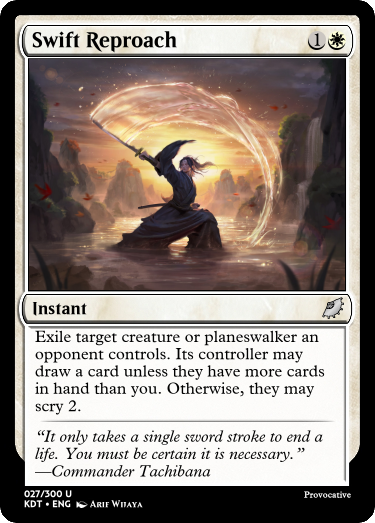 Swift Reproach
1
Instant
Exile target creature or planeswalker an
opponent controls. Its controller may
draw a card unless they have more cards
in hand than you. Otherwise, they may
scry 2.
“It only takes a single sword stroke to end a
life. You must be certain it is necessary.”
—Commander Tachibana
027/300 U
KDT • ENG Arif Wijaya
Provocative